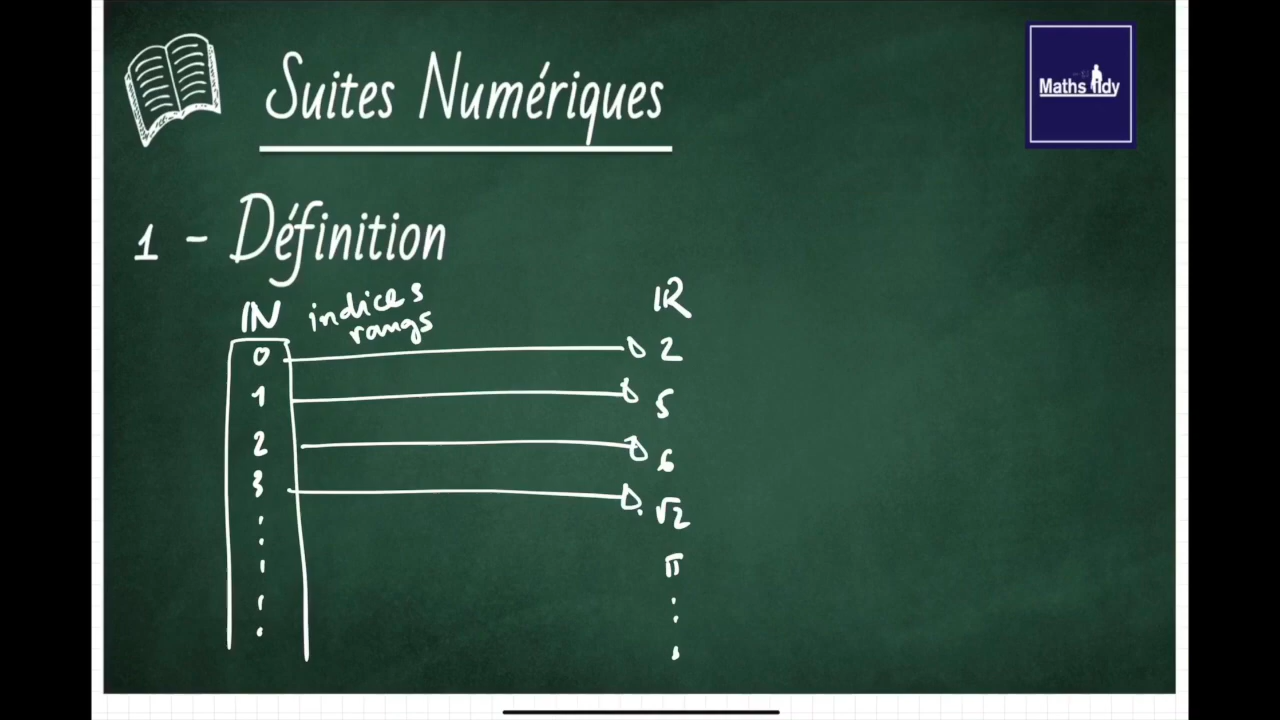 Suites Numériques
Maths Tidy
1 - Définition
IN indices IR
rangs
0 2
1 5
2 6
3 √2
π